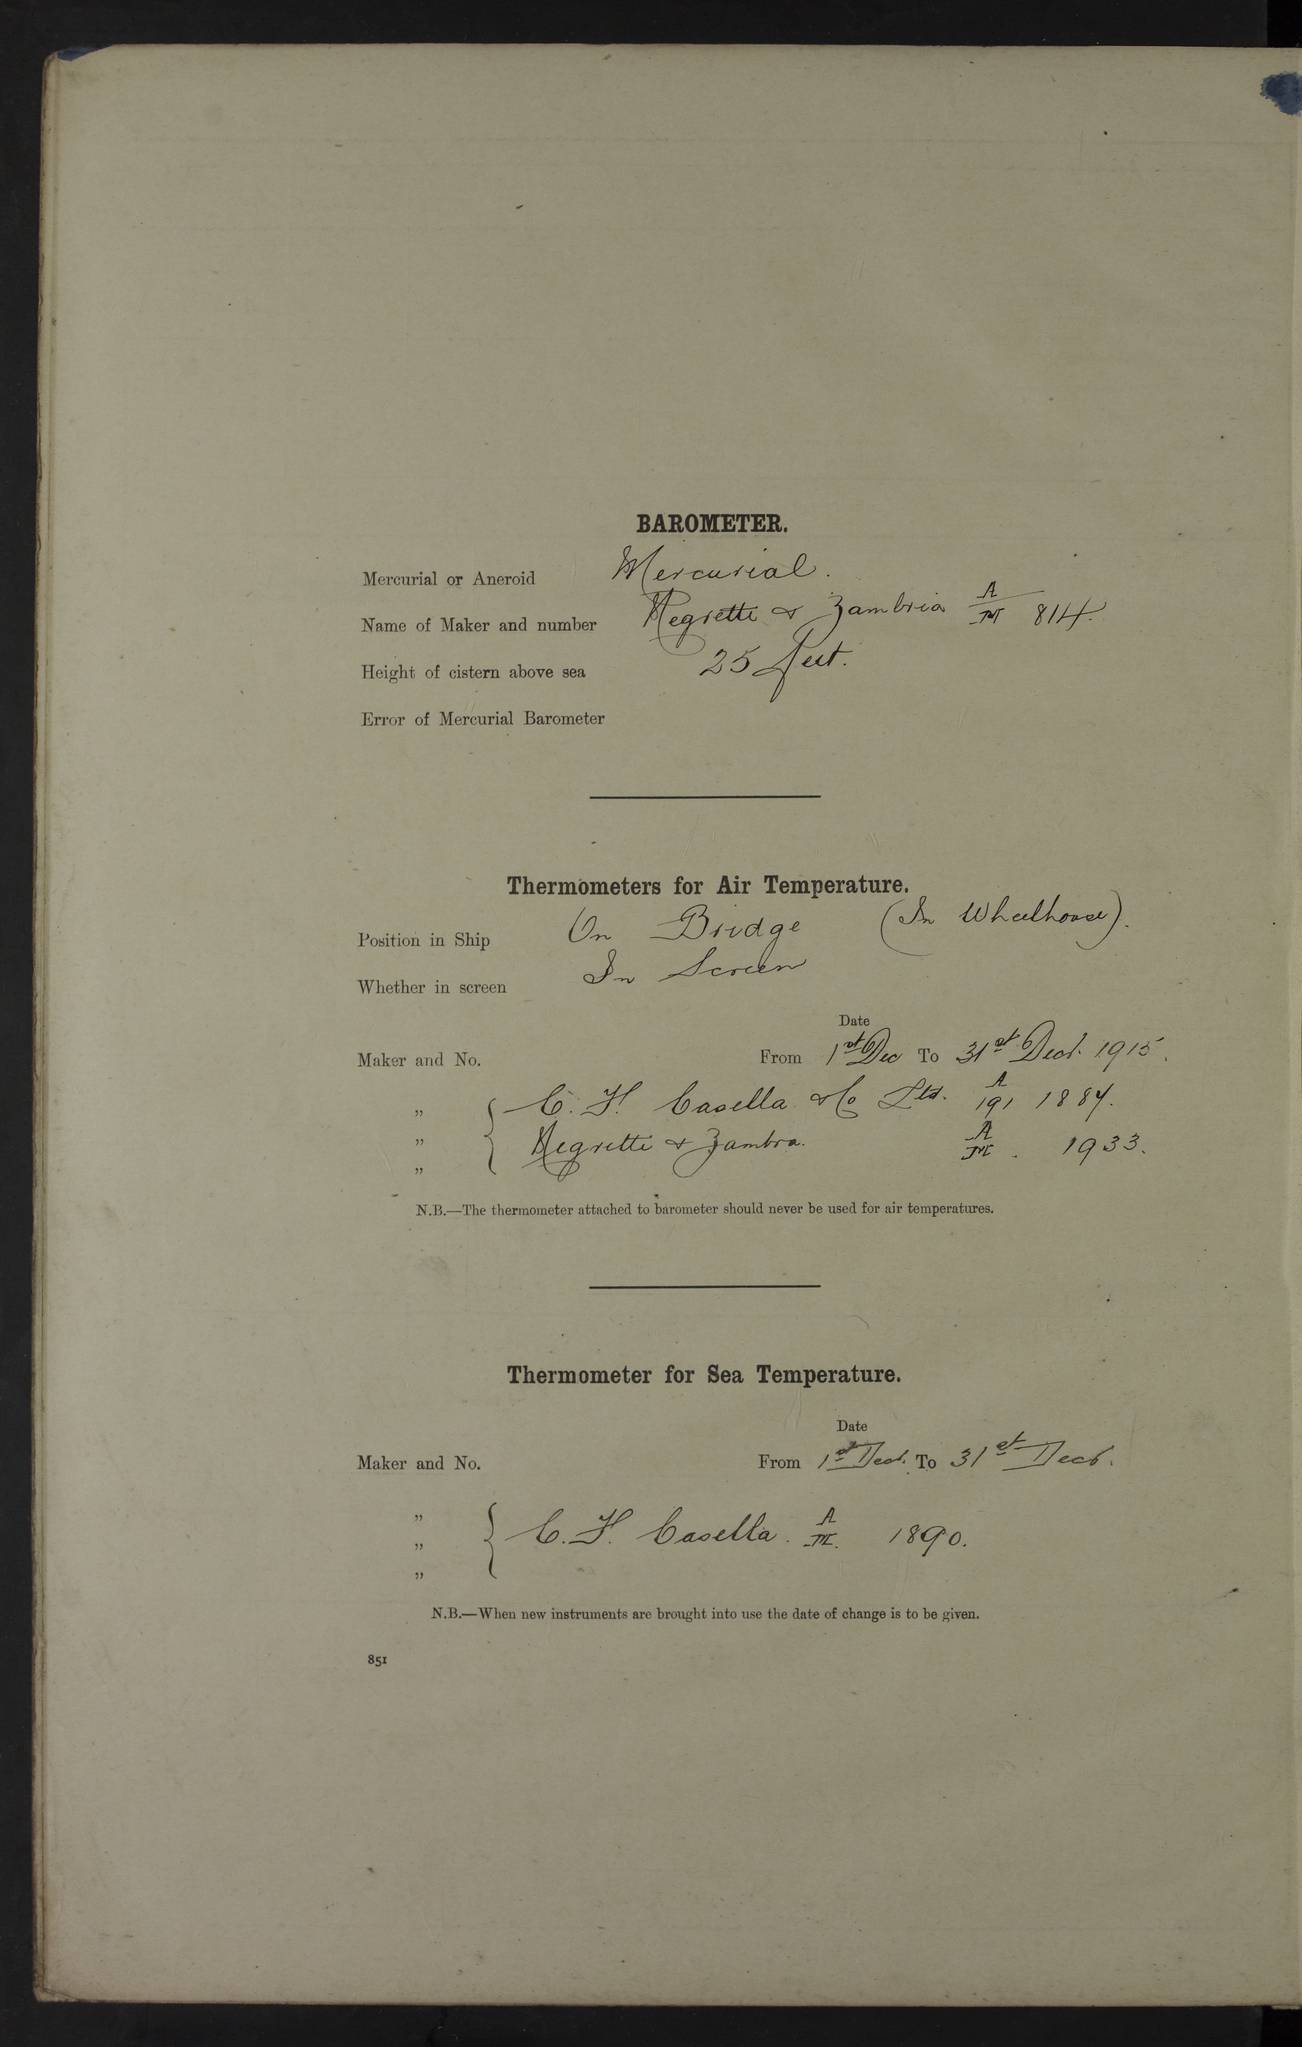 BAROMETER.
Mercurial or Aneroid Mercurial.
Name of Maker and number Negretti & Zambria A/M 814.
Height of cistern above sea 25 feet.
Error of Mercurial Barometer
Thermometers for Air Temperature.
Position in Ship On Bridge (In Wheelhouse).
Whether in screen In Screen
Date
Maker and No. From 1st Dec To 31st Decr. 1915.
" C. F. Casella & Co Ltd. A/191 1884.
" Negretti & Zambra. A/M. 1933.
"
N.B.—The thermometer attached to barometer should never be used for air temperatures.
Thermometer for Sea Temperature.
Date
Maker and No. From 1st Decr. To 31st Decr.
"
" C. F. Casella. A/M. 1890.
"
N.B.—When new instruments are brought into use the date of change is to be given.
851